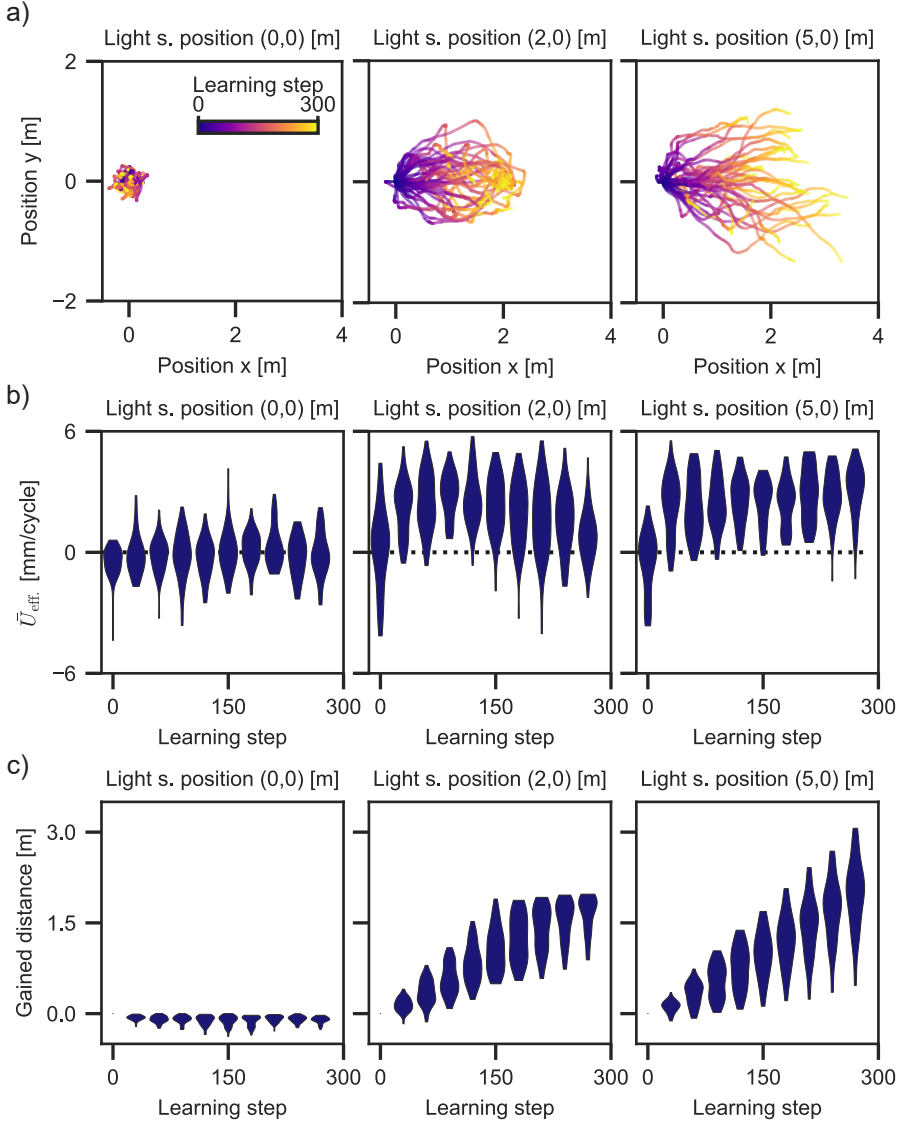 a)
Light s. position (0,0) [m]
Light s. position (2,0) [m]
Light s. position (5,0) [m]
2
0
−2
Position y [m]
Learning step
0 300
0 2 4
0 2 4
0 2 4
Position x [m]
Position x [m]
Position x [m]
b)
Light s. position (0,0) [m]
Light s. position (2,0) [m]
Light s. position (5,0) [m]
6
0
−6
Ū_eff. [mm/cycle]
0 150 300
0 150 300
0 150 300
Learning step
Learning step
Learning step
c)
Light s. position (0,0) [m]
Light s. position (2,0) [m]
Light s. position (5,0) [m]
3.0
1.5
0.0
Gained distance [m]
0 150 300
0 150 300
0 150 300
Learning step
Learning step
Learning step